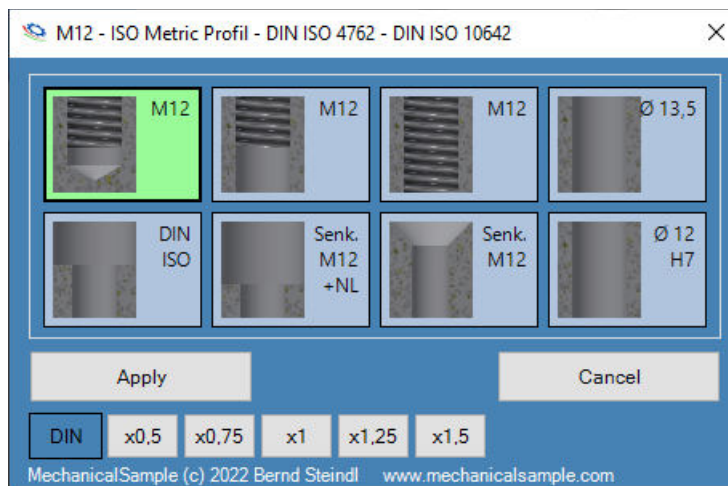 M12 - ISO Metric Profil - DIN ISO 4762 - DIN ISO 10642
M12
M12
M12
Ø 13,5
DIN
ISO
Senk.
M12
+NL
Senk.
M12
Ø 12
H7
Apply
Cancel
DIN
x0,5
x0,75
x1
x1,25
x1,5
MechanicalSample (c) 2022 Bernd Steindl www.mechanicalsample.com